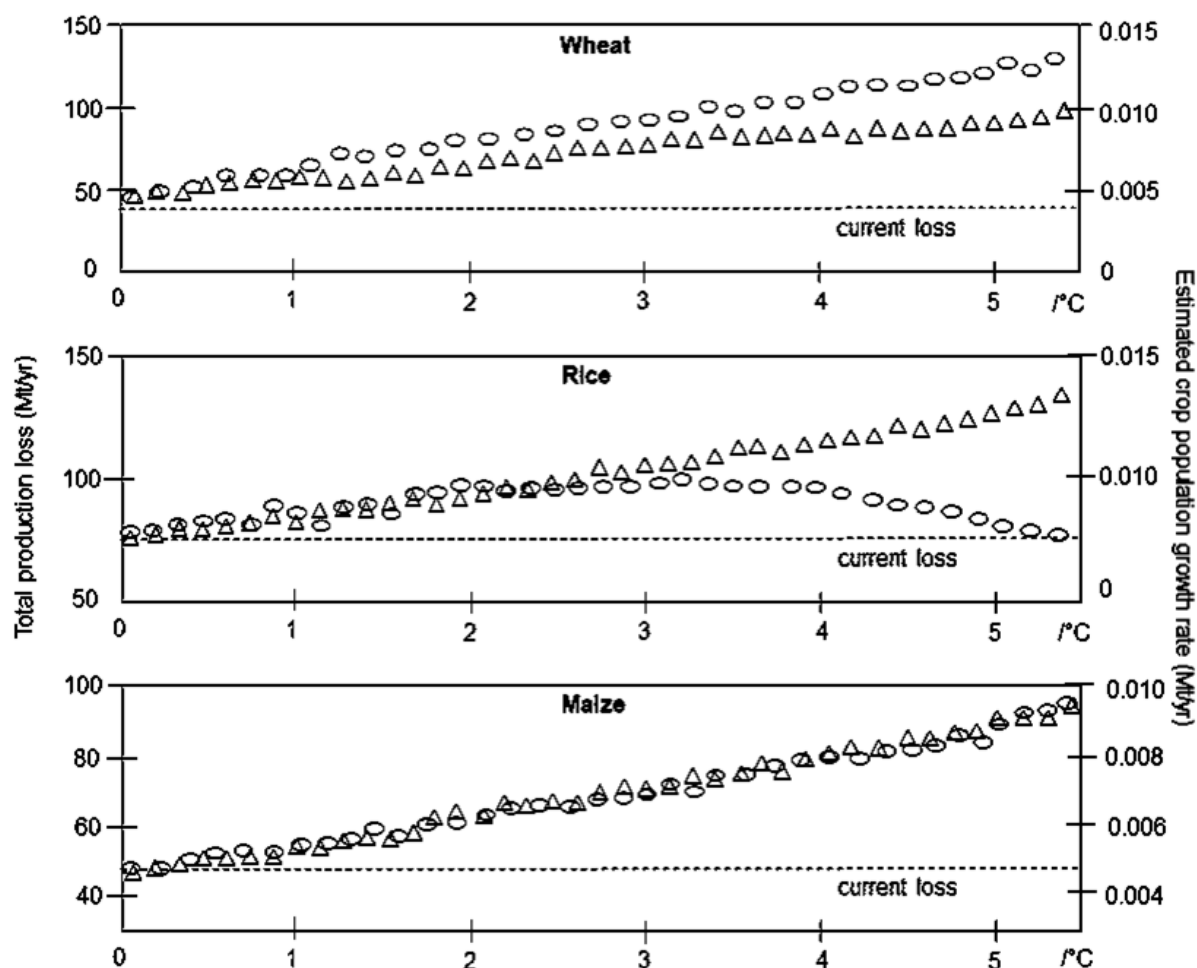 Wheat
150
100
50
0
0.015
0.010
0.005
0
current loss
0 1 2 3 4 5 /°C
Rice
150
100
50
0.015
0.010
0
current loss
0 1 2 3 4 5 /°C
Maize
100
80
60
40
0.010
0.008
0.006
0.004
current loss
0 1 2 3 4 5 /°C
Total production loss (Mt/yr)
Estimated crop population growth rate (Mt/yr)